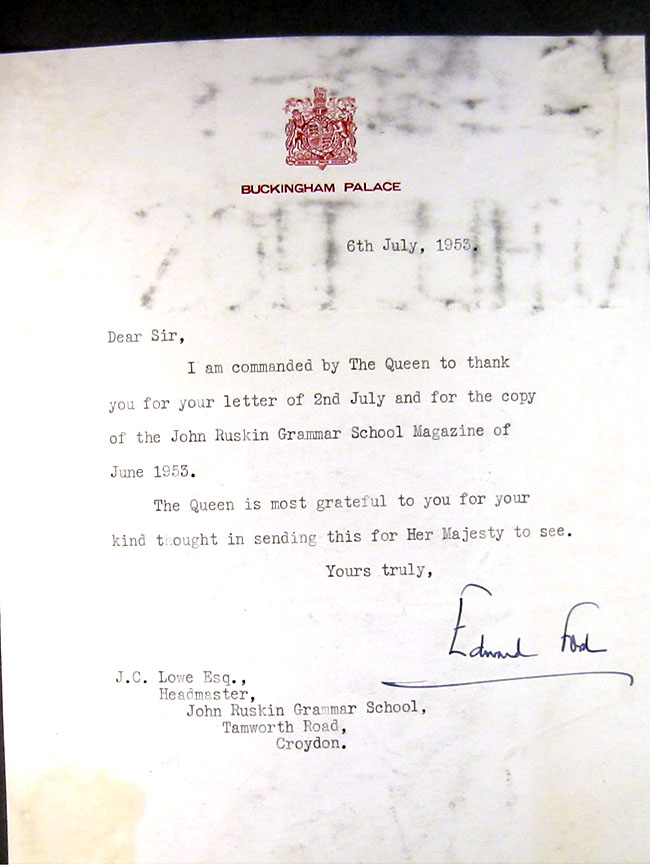 BUCKINGHAM PALACE
6th July, 1953.
Dear Sir,
I am commanded by The Queen to thank
you for your letter of 2nd July and for the copy
of the John Ruskin Grammar School Magazine of
June 1953.
The Queen is most grateful to you for your
kind thought in sending this for Her Majesty to see.
Yours truly,
Edward Ford
J.C. Lowe Esq.,
Headmaster,
John Ruskin Grammar School,
Tamworth Road,
Croydon.